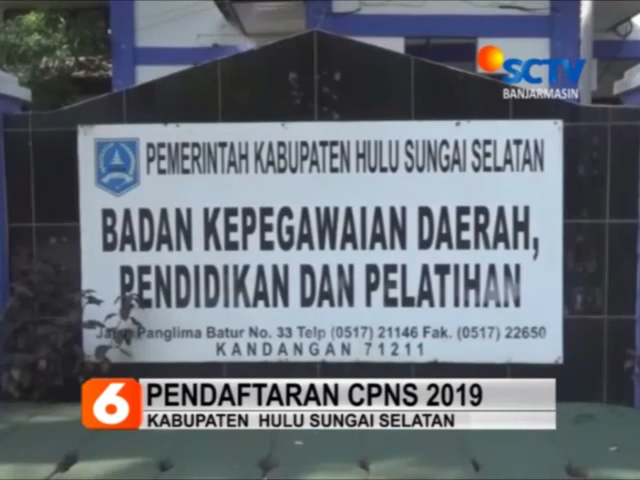 SCTV
BANJARMASIN
PEMERINTAH KABUPATEN HULU SUNGAI SELATAN
BADAN KEPEGAWAIAN DAERAH,
PENDIDIKAN DAN PELATIHAN
Jalan Panglima Batur No. 33 Telp (0517) 21146 Fak. (0517) 22650
KANDANGAN 71211
6
PENDAFTARAN CPNS 2019
KABUPATEN HULU SUNGAI SELATAN